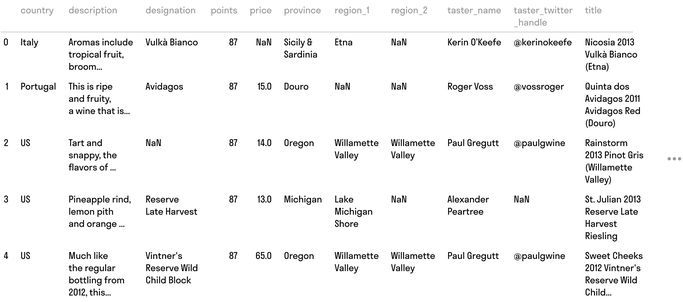 country description designation points price province region_1 region_2 taster_name taster_twitter_handle title
0 Italy Aromas include tropical fruit, broom... Vulkà Bianco 87 NaN Sicily & Sardinia Etna NaN Kerin O'Keefe @kerinokeefe Nicosia 2013 Vulkà Bianco (Etna)
1 Portugal This is ripe and fruity, a wine that is... Avidagos 87 15.0 Douro NaN NaN Roger Voss @vossroger Quinta dos Avidagos 2011 Avidagos Red (Douro)
2 US Tart and snappy, the flavors of ... NaN 87 14.0 Oregon Willamette Valley Willamette Valley Paul Gregutt @paulgwine Rainstorm 2013 Pinot Gris (Willamette Valley)
3 US Pineapple rind, lemon pith and orange ... Reserve Late Harvest 87 13.0 Michigan Lake Michigan Shore NaN Alexander Peartree NaN St. Julian 2013 Reserve Late Harvest Riesling
4 US Much like the regular bottling from 2012, this... Vintner's Reserve Wild Child Block 87 65.0 Oregon Willamette Valley Willamette Valley Paul Gregutt @paulgwine Sweet Cheeks 2012 Vintner's Reserve Wild Child...